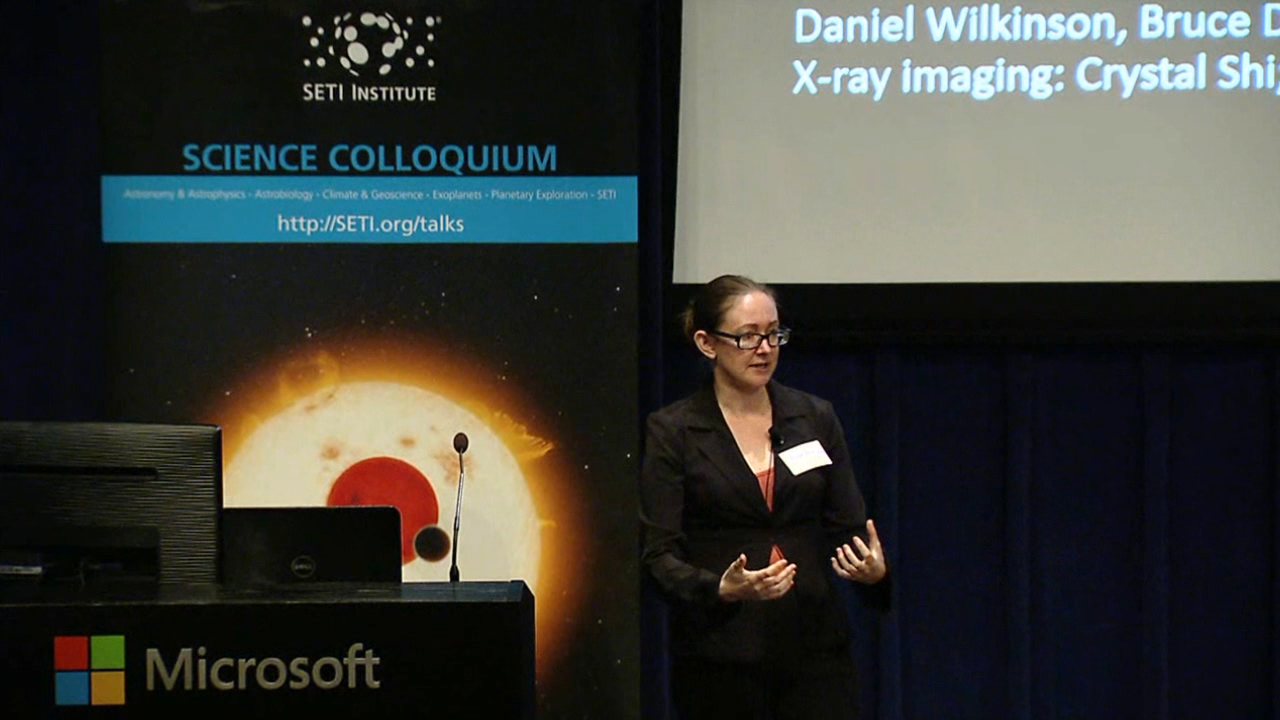 SETI INSTITUTE
SCIENCE COLLOQUIUM
Astronomy & Astrophysics - Astrobiology - Climate & Geoscience - Exoplanets - Planetary Exploration - SETI
http://SETI.org/talks
Daniel Wilkinson, Bruce D
X-ray imaging: Crystal Shi
DELL
Microsoft